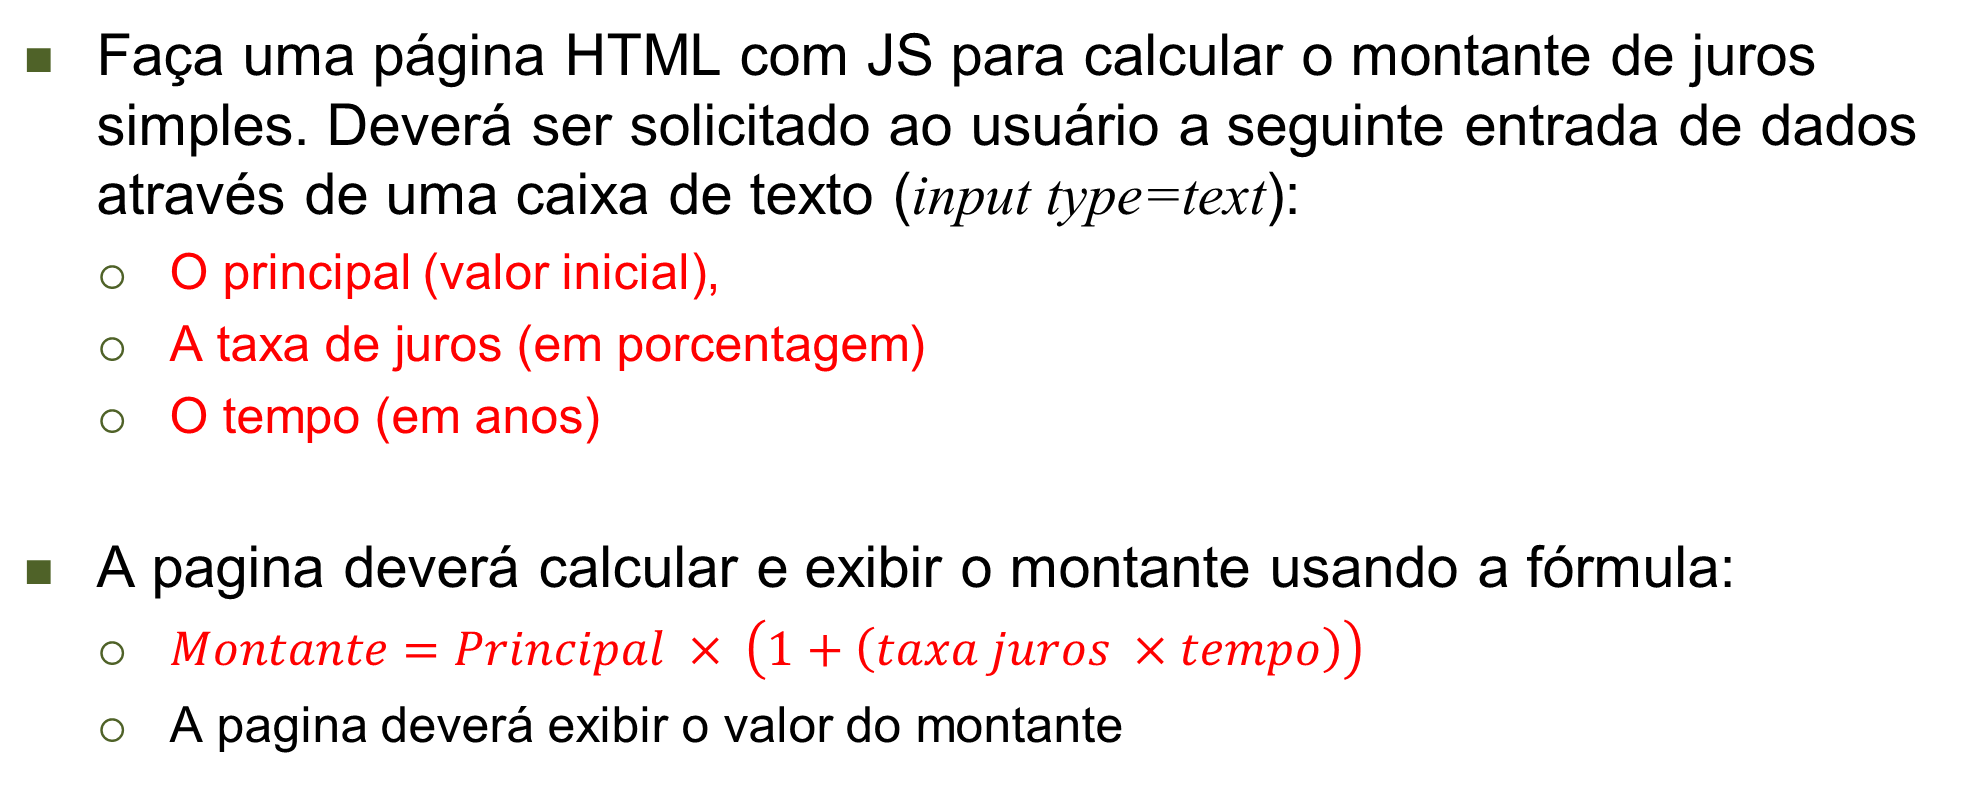 Faça uma página HTML com JS para calcular o montante de juros
simples. Deverá ser solicitado ao usuário a seguinte entrada de dados
através de uma caixa de texto (input type=text):
O principal (valor inicial),
A taxa de juros (em porcentagem)
O tempo (em anos)
A pagina deverá calcular e exibir o montante usando a fórmula:
Montante = Principal × (1 + (taxa juros × tempo))
A pagina deverá exibir o valor do montante